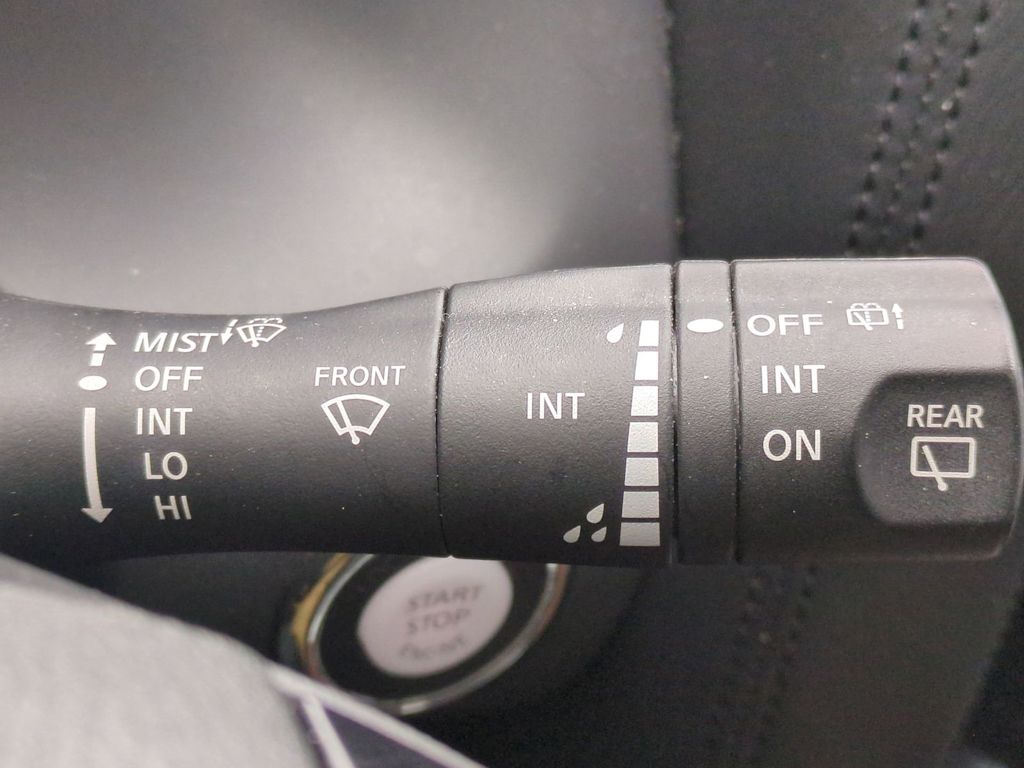 MIST
OFF
INT
LO
HI
FRONT
INT
OFF
INT
ON
REAR
START
STOP